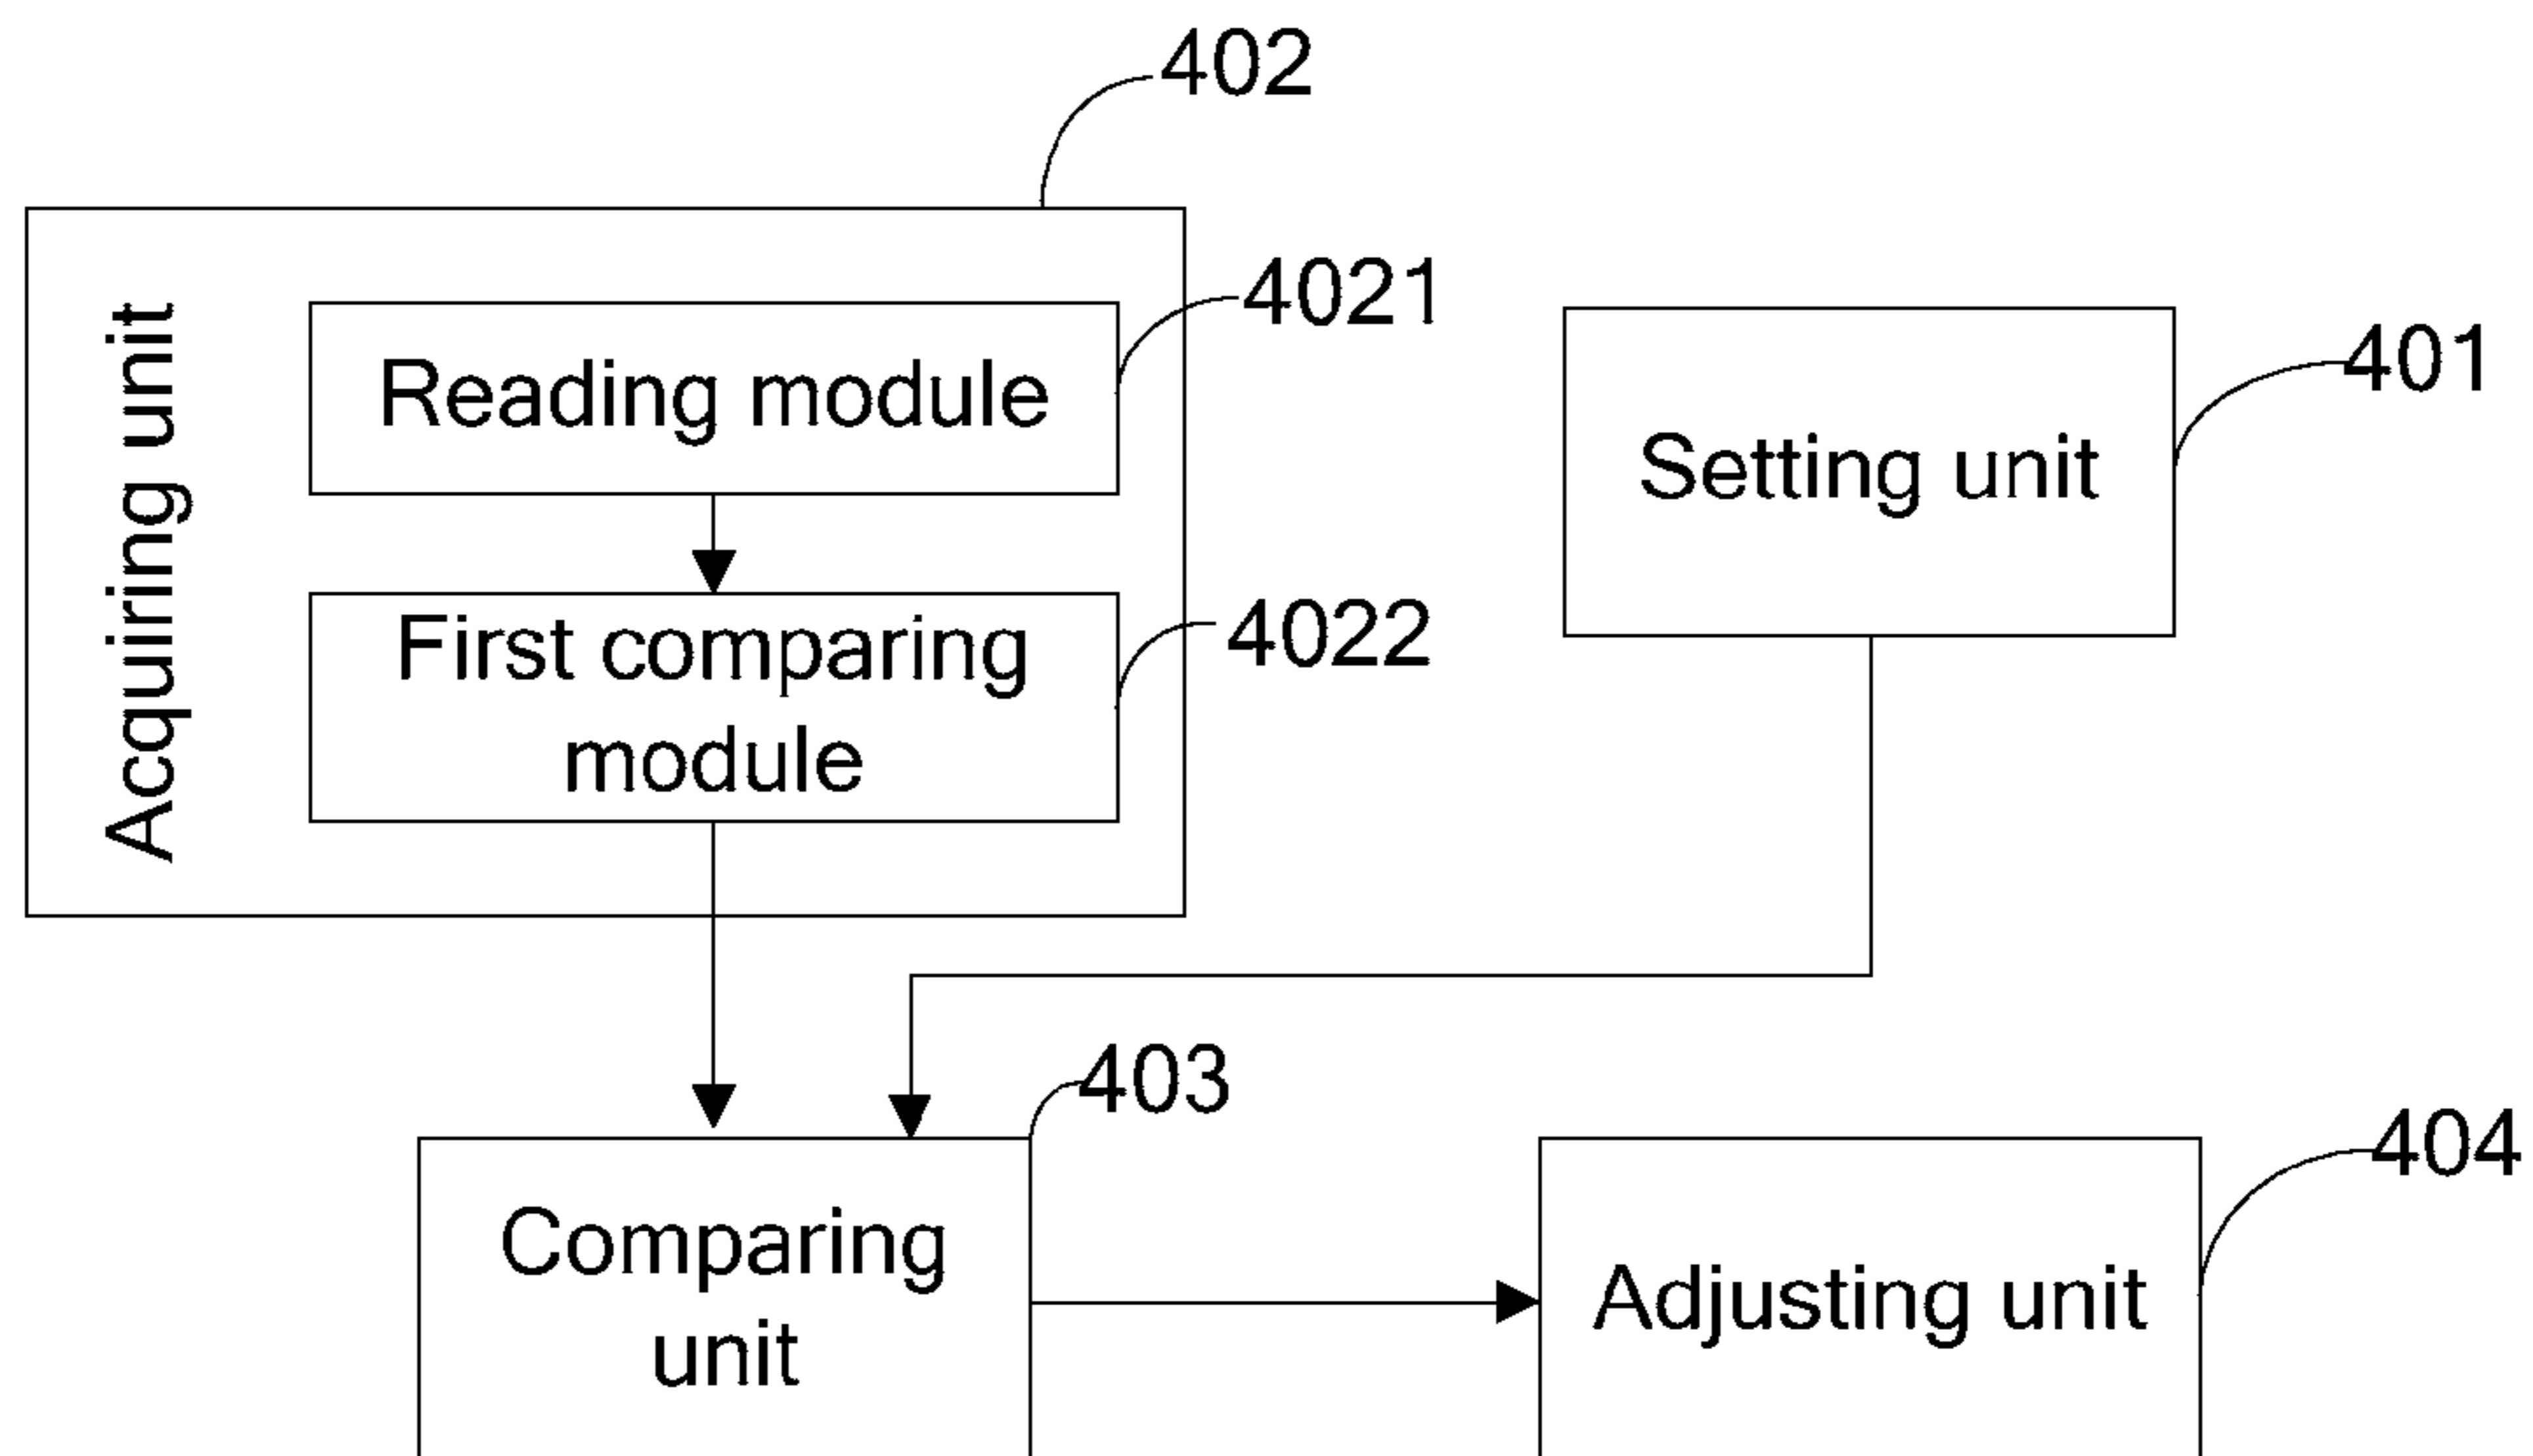 402
4021
Acquiring unit
Reading module
401
Setting unit
First comparing
module
4022
403
Comparing
unit
404
Adjusting unit